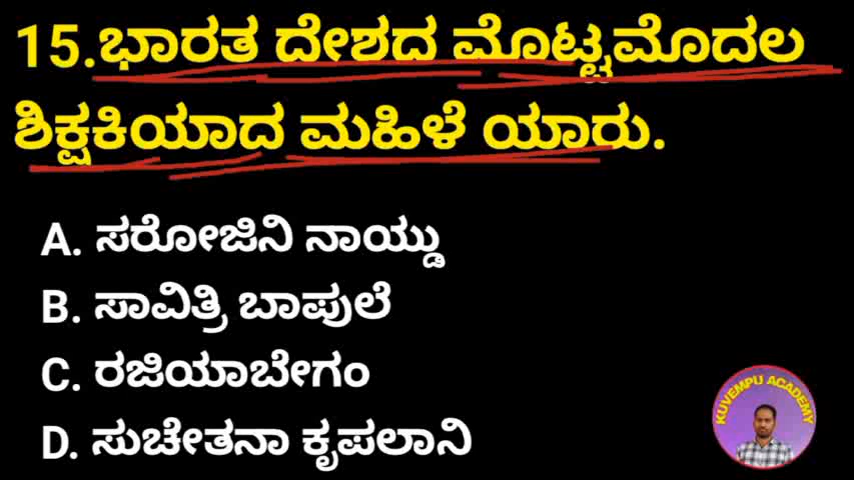 15.ಭಾರತ ದೇಶದ ಮೊಟ್ಟಮೊದಲ
ಶಿಕ್ಷಕಿಯಾದ ಮಹಿಳೆ ಯಾರು.
A. ಸರೋಜಿನಿ ನಾಯ್ಡು
B. ಸಾವಿತ್ರಿ ಬಾಪುಲೆ
C. ರಜಿಯಾಬೇಗಂ
D. ಸುಚೇತನಾ ಕೃಪಲಾನಿ
KUVEMPU ACADEMY